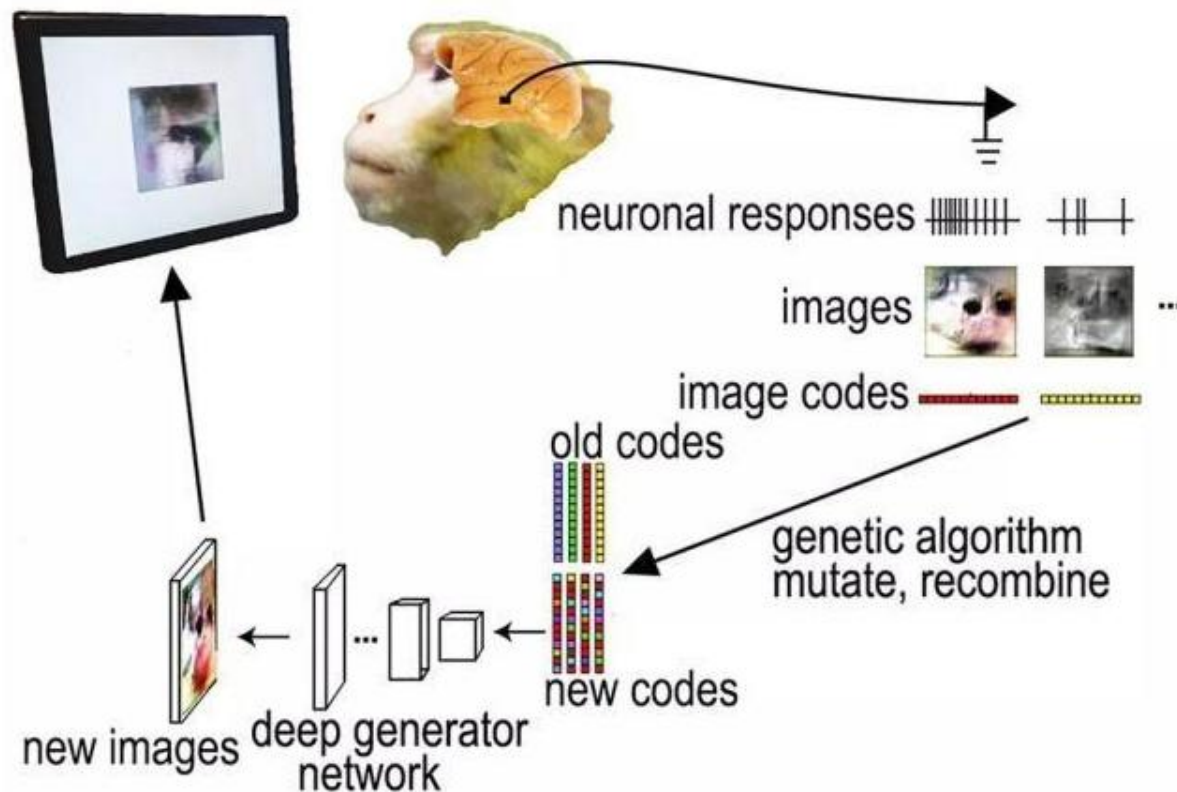 neuronal responses
images
...
image codes
old codes
genetic algorithm
mutate, recombine
...
new codes
deep generator
network
new images